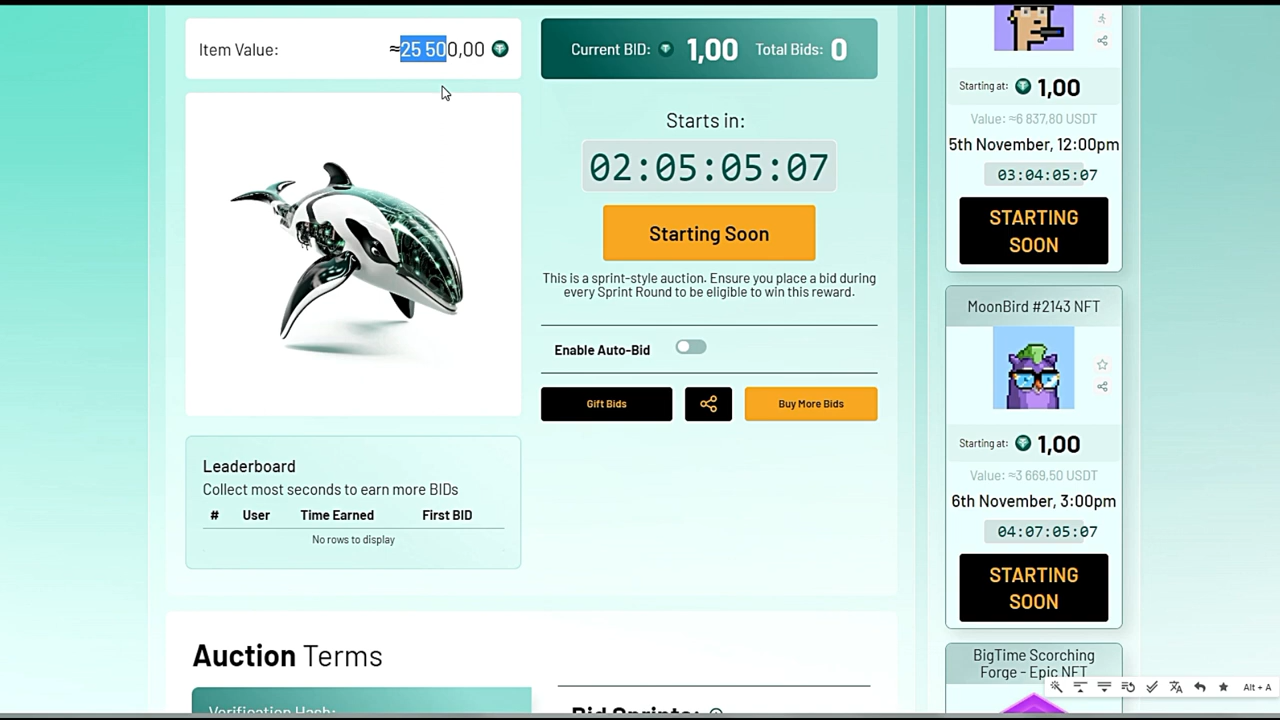 Item Value:
≈25 500,00
Current BID: 1,00 Total Bids: 0
Starts in:
02:05:05:07
Starting Soon
This is a sprint-style auction. Ensure you place a bid during
every Sprint Round to be eligible to win this reward.
Enable Auto-Bid
Gift Bids
Buy More Bids
Leaderboard
Collect most seconds to earn more BIDs
# User Time Earned First BID
No rows to display
Auction Terms
Verification Hash:
Bid Sprints:
Starting at: 1,00
Value: ≈6 837,80 USDT
5th November, 12:00pm
03:04:05:07
STARTING
SOON
MoonBird #2143 NFT
Starting at: 1,00
Value: ≈3 669,50 USDT
6th November, 3:00pm
04:07:05:07
STARTING
SOON
BigTime Scorching
Forge - Epic NFT
Alt + A